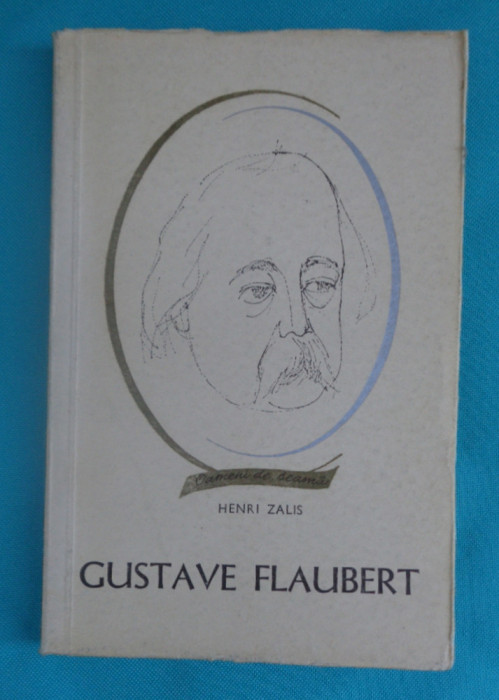 Oameni de seamă
HENRI ZALIS
GUSTAVE FLAUBERT